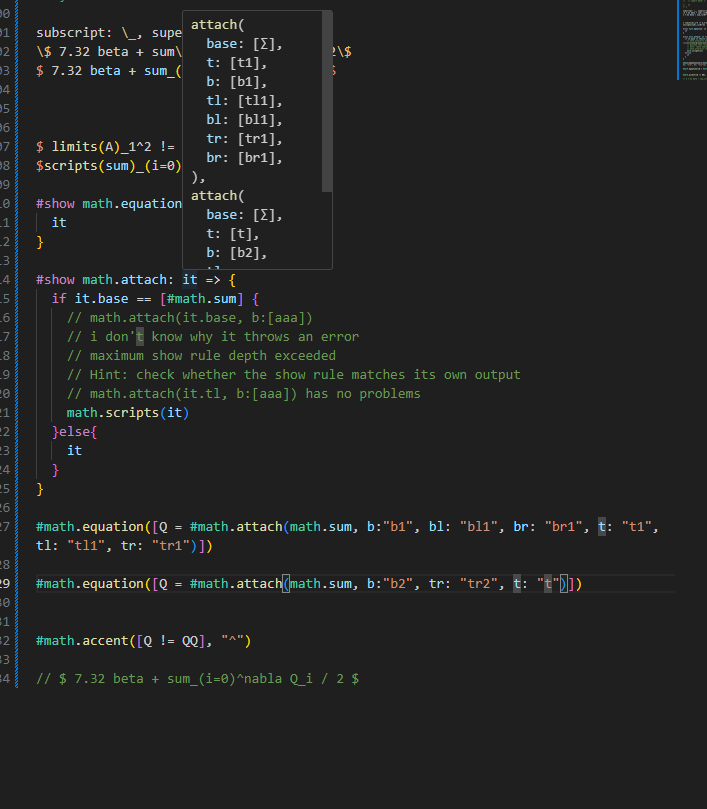 00
01 subscript: \_, supe
02 \$ 7.32 beta + sum\ 2\$
03 $ 7.32 beta + sum_( $
04
05
06
07 $ limits(A)_1^2 !=
08 $scripts(sum)_(i=0)
09
10 #show math.equation
11 it
12 }
13
14 #show math.attach: it => {
15 if it.base == [#math.sum] {
16 // math.attach(it.base, b:[aaa])
17 // i don't know why it throws an error
18 // maximum show rule depth exceeded
19 // Hint: check whether the show rule matches its own output
20 // math.attach(it.tl, b:[aaa]) has no problems
21 math.scripts(it)
22 }else{
23 it
24 }
25 }
26
27 #math.equation([Q = #math.attach(math.sum, b:"b1", bl: "bl1", br: "br1", t: "t1",
tl: "tl1", tr: "tr1")])
28
29 #math.equation([Q = #math.attach(math.sum, b:"b2", tr: "tr2", t: "t")])
30
31
32 #math.accent([Q != QQ], "^")
33
34 // $ 7.32 beta + sum_(i=0)^nabla Q_i / 2 $
attach(
base: [∑],
t: [t1],
b: [b1],
tl: [tl1],
bl: [bl1],
tr: [tr1],
br: [br1],
),
attach(
base: [∑],
t: [t],
b: [b2],